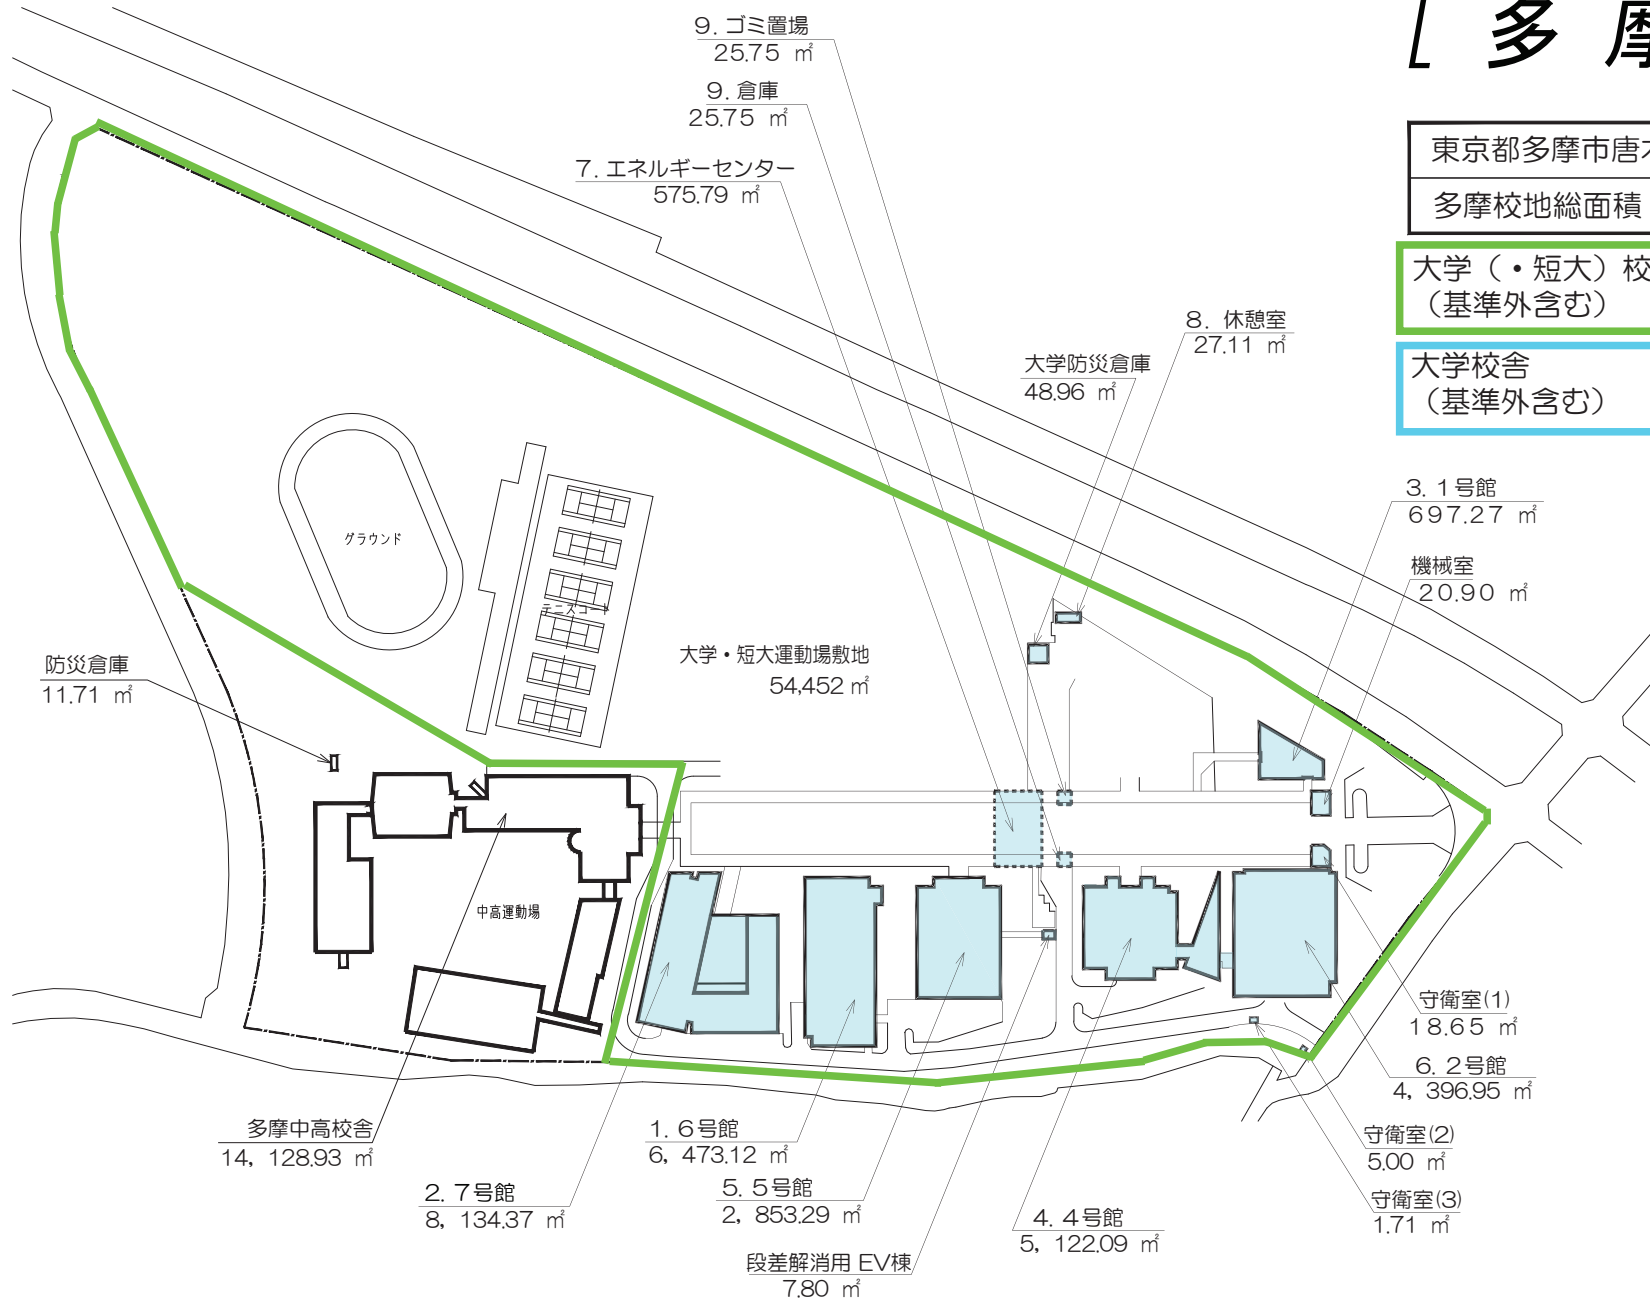 [ 多 摩
東京都多摩市唐木
多摩校地総面積
大学（・短大）校
（基準外含む）
大学校舎
（基準外含む）
9. ゴミ置場
25.75 ㎡
9. 倉庫
25.75 ㎡
7. エネルギーセンター
575.79 ㎡
8. 休憩室
27.11 ㎡
大学防災倉庫
48.96 ㎡
3. 1号館
697.27 ㎡
機械室
20.90 ㎡
グラウンド
テニスコート
大学・短大運動場敷地
54,452 ㎡
防災倉庫
11.71 ㎡
中高運動場
守衛室(1)
18.65 ㎡
6. 2号館
4, 396.95 ㎡
守衛室(2)
5.00 ㎡
守衛室(3)
1.71 ㎡
多摩中高校舎
14, 128.93 ㎡
1. 6号館
6, 473.12 ㎡
2. 7号館
8, 134.37 ㎡
5. 5号館
2, 853.29 ㎡
4. 4号館
5, 122.09 ㎡
段差解消用 EV棟
7.80 ㎡